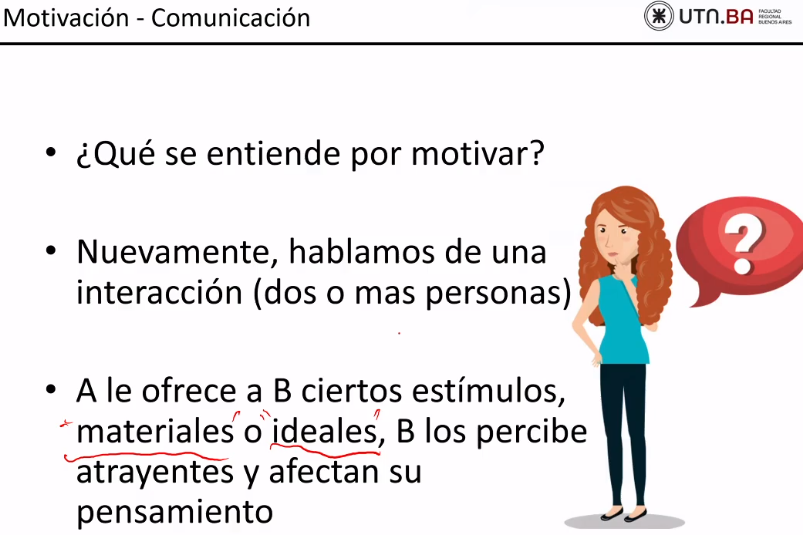 Motivación - Comunicación
UTN.BA
FACULTAD
REGIONAL
BUENOS AIRES
• ¿Qué se entiende por motivar?
• Nuevamente, hablamos de una
interacción (dos o mas personas)
• A le ofrece a B ciertos estímulos,
materiales o ideales, B los percibe
atrayentes y afectan su
pensamiento
?